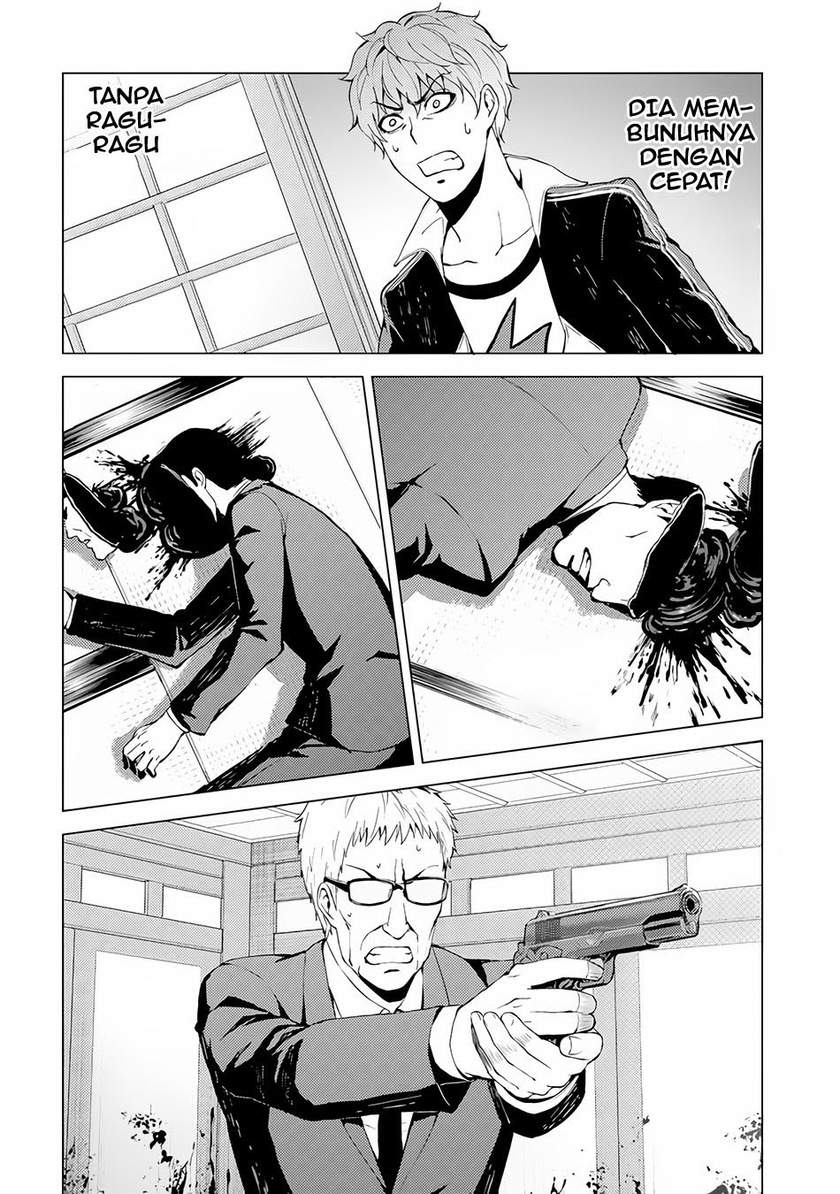 DIA MEM-
BUNUHNYA
DENGAN
CEPAT!
TANPA
RAGU-
RAGU